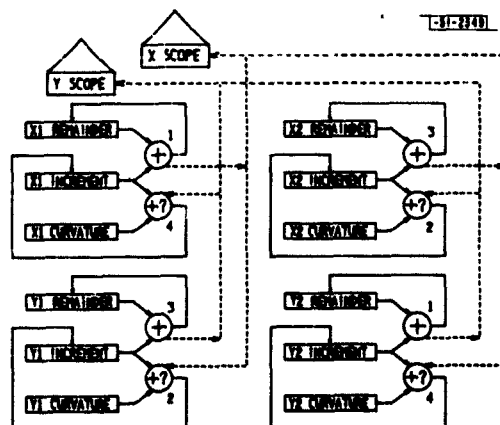 -81-2348
X SCOPE
Y SCOPE
1
X1 REMAINDER
+
X1 INCREMENT
+?
X1 CURVATURE
4
3
X2 REMAINDER
+
X2 INCREMENT
+?
X2 CURVATURE
2
3
Y1 REMAINDER
+
Y1 INCREMENT
+?
Y1 CURVATURE
2
1
Y2 REMAINDER
+
Y2 INCREMENT
+?
Y2 CURVATURE
4